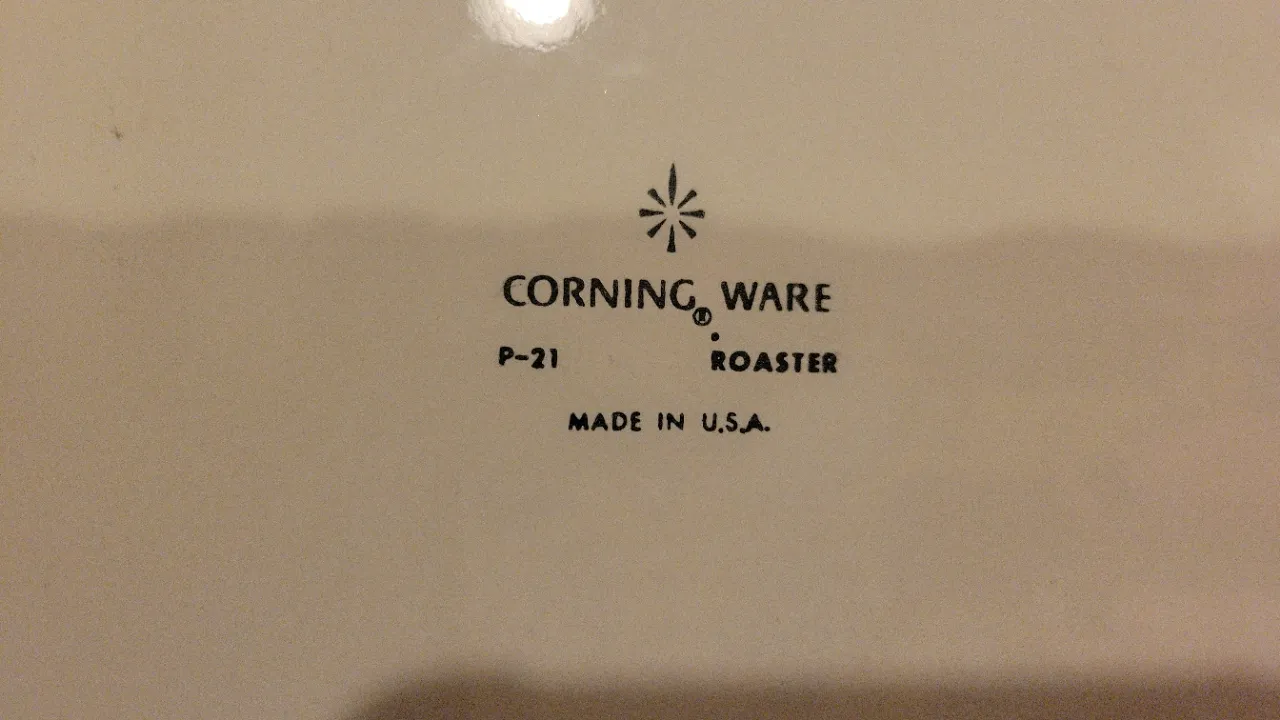 CORNING® WARE
P-21 ROASTER
MADE IN U.S.A.